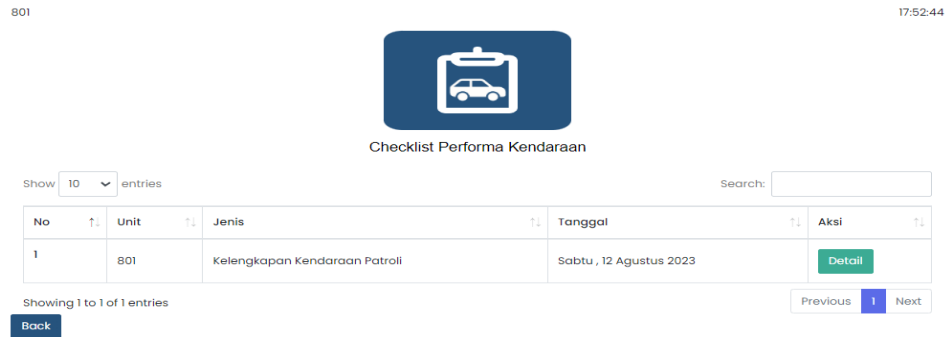 801 17:52:44
Checklist Performa Kendaraan
Show 10 entries Search:
No Unit Jenis Tanggal Aksi
1 801 Kelengkapan Kendaraan Patroli Sabtu , 12 Agustus 2023 Detail
Showing 1 to 1 of 1 entries Previous 1 Next
Back